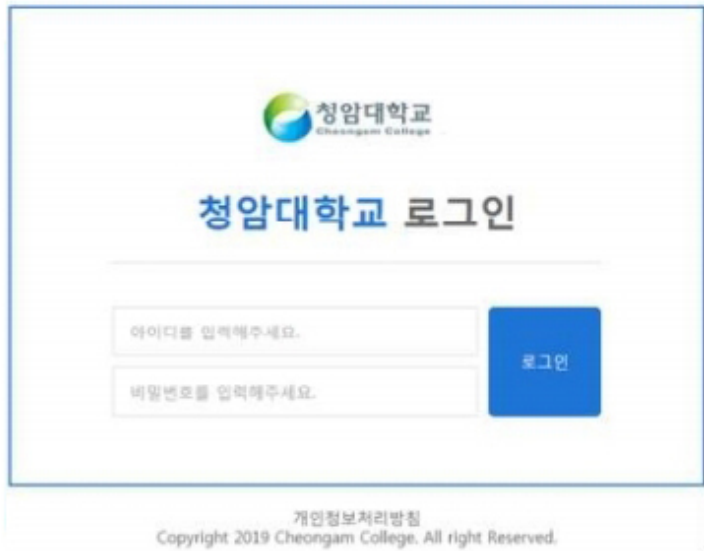 청암대학교
Cheongam College
청암대학교 로그인
아이디를 입력해주세요.
로그인
비밀번호를 입력해주세요.
개인정보처리방침
Copyright 2019 Cheongam College. All right Reserved.